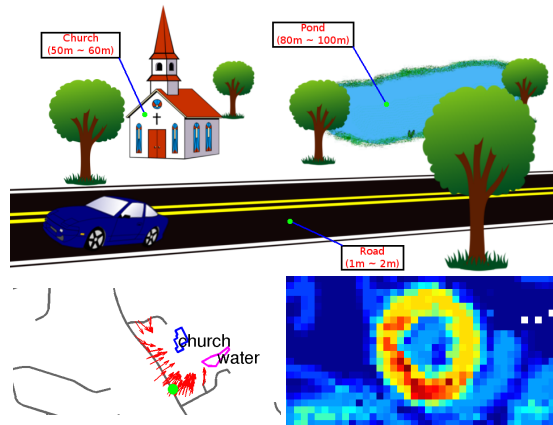 Church
(50m ~ 60m)
Pond
(80m ~ 100m)
Road
(1m ~ 2m)
church
water